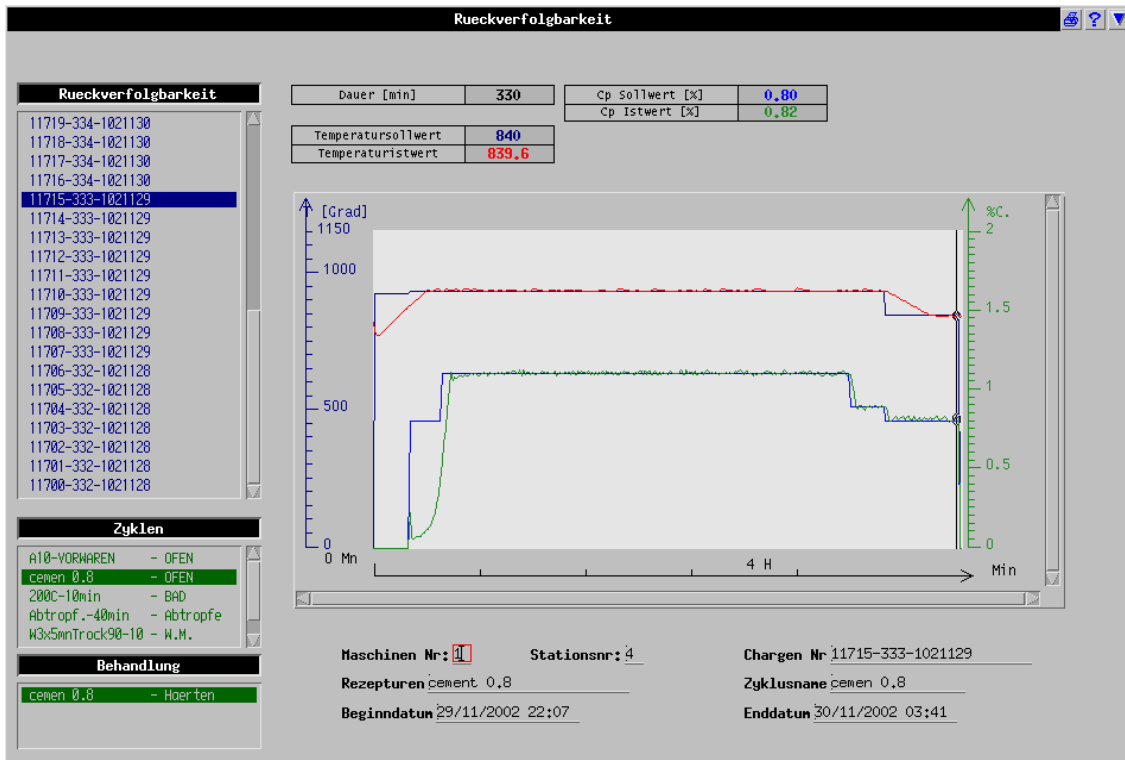 Rueckverfolgbarkeit
?
Rueckverfolgbarkeit
11719-334-1021130
11718-334-1021130
11717-334-1021130
11716-334-1021130
11715-333-1021129
11714-333-1021129
11713-333-1021129
11712-333-1021129
11711-333-1021129
11710-333-1021129
11709-333-1021129
11708-333-1021129
11707-333-1021129
11706-332-1021128
11705-332-1021128
11704-332-1021128
11703-332-1021128
11702-332-1021128
11701-332-1021128
11700-332-1021128
Zyklen
A10-VORWAREN - OFEN
cemen 0.8 - OFEN
200C-10min - BAD
Abtropf.-40min - Abtropfe
W3x5mnTrock90-10 - W.M.
Behandlung
cemen 0.8 - Haerten
Dauer [min] 330
Cp Sollwert [%] 0.80
Cp Istwert [%] 0.82
Temperatursollwert 840
Temperaturistwert 839.6
[Grad]
1150
1000
500
0
0 Mn
%C.
2
1.5
1
0.5
0
4 H
Min
Maschinen Nr: 1 Stationsnr: 4 Chargen Nr 11715-333-1021129
Rezepturen cement 0.8 Zyklusname cemen 0.8
Beginndatum 29/11/2002 22:07 Enddatum 30/11/2002 03:41